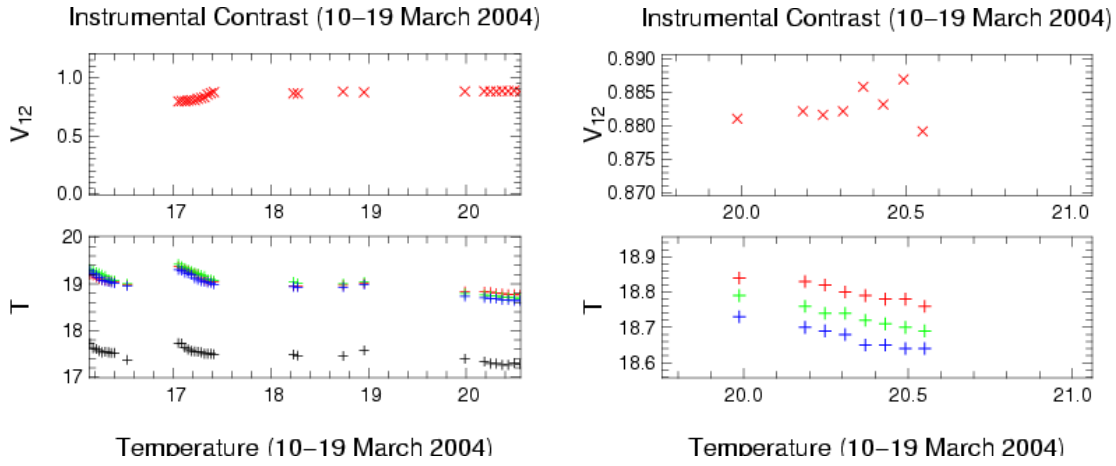 Instrumental Contrast (10–19 March 2004)
1.0
0.5
0.0
V12
17 18 19 20
20
19
18
17
T
17 18 19 20
Temperature (10–19 March 2004)
Instrumental Contrast (10–19 March 2004)
0.890
0.885
0.880
0.875
0.870
V12
20.0 20.5 21.0
18.9
18.8
18.7
18.6
T
20.0 20.5 21.0
Temperature (10–19 March 2004)